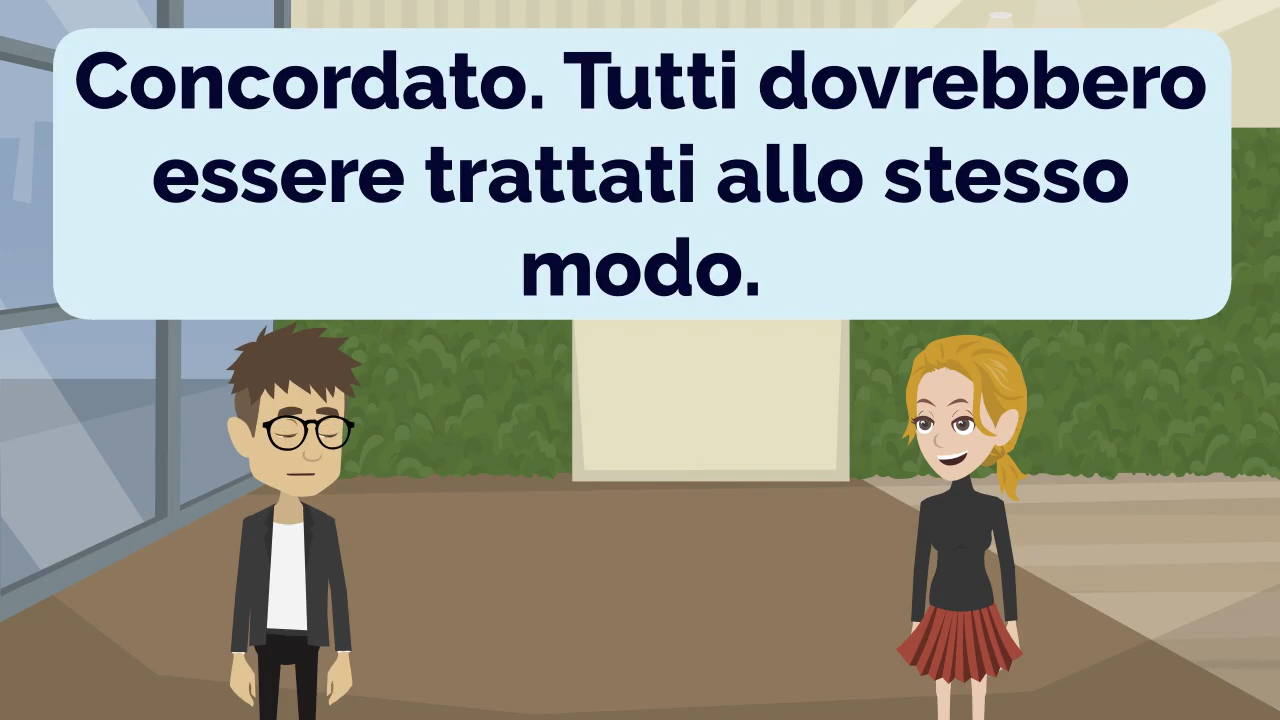 Concordato. Tutti dovrebbero
essere trattati allo stesso
modo.